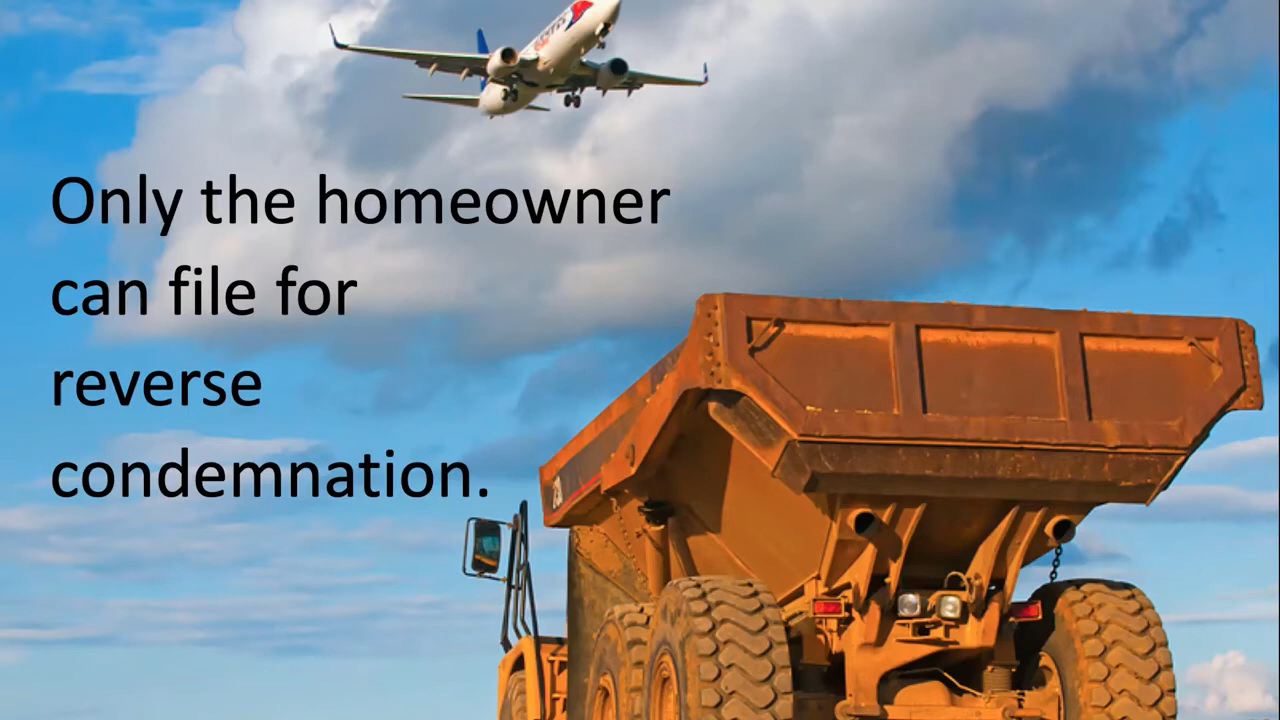 Only the homeowner
can file for
reverse
condemnation.